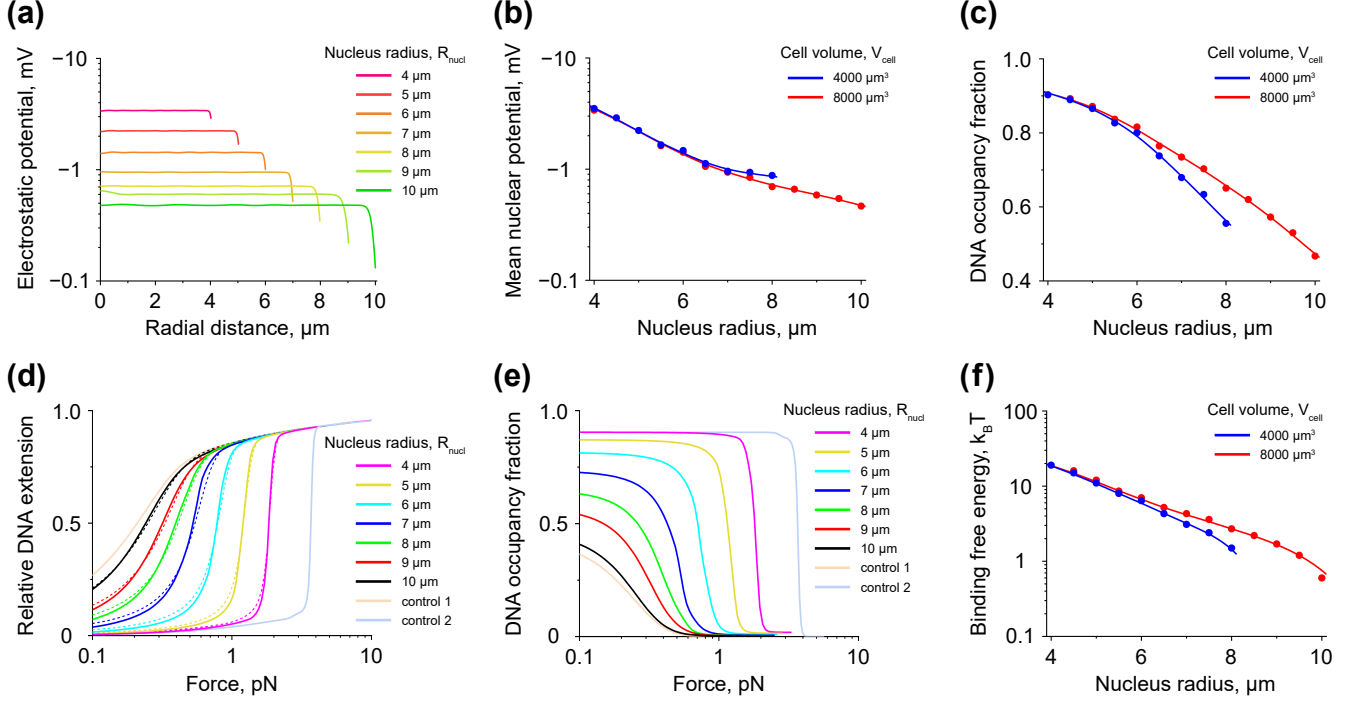 (a)
Electrostatic potential, mV
−10
−1
−0.1
0
2
4
6
8
10
Radial distance, µm
Nucleus radius, Rnucl
4 µm
5 µm
6 µm
7 µm
8 µm
9 µm
10 µm
(b)
Mean nuclear potential, mV
−10
−1
−0.1
4
6
8
10
Nucleus radius, µm
Cell volume, Vcell
4000 µm³
8000 µm³
(c)
DNA occupancy fraction
1.0
0.8
0.6
0.4
4
6
8
10
Nucleus radius, µm
Cell volume, Vcell
4000 µm³
8000 µm³
(d)
Relative DNA extension
1.0
0.5
0
0.1
1
10
Force, pN
Nucleus radius, Rnucl
4 µm
5 µm
6 µm
7 µm
8 µm
9 µm
10 µm
control 1
control 2
(e)
DNA occupancy fraction
1.0
0.5
0
0.1
1
10
Force, pN
Nucleus radius, Rnucl
4 µm
5 µm
6 µm
7 µm
8 µm
9 µm
10 µm
control 1
control 2
(f)
Binding free energy, kBT
100
10
1
0.1
4
6
8
10
Nucleus radius, µm
Cell volume, Vcell
4000 µm³
8000 µm³